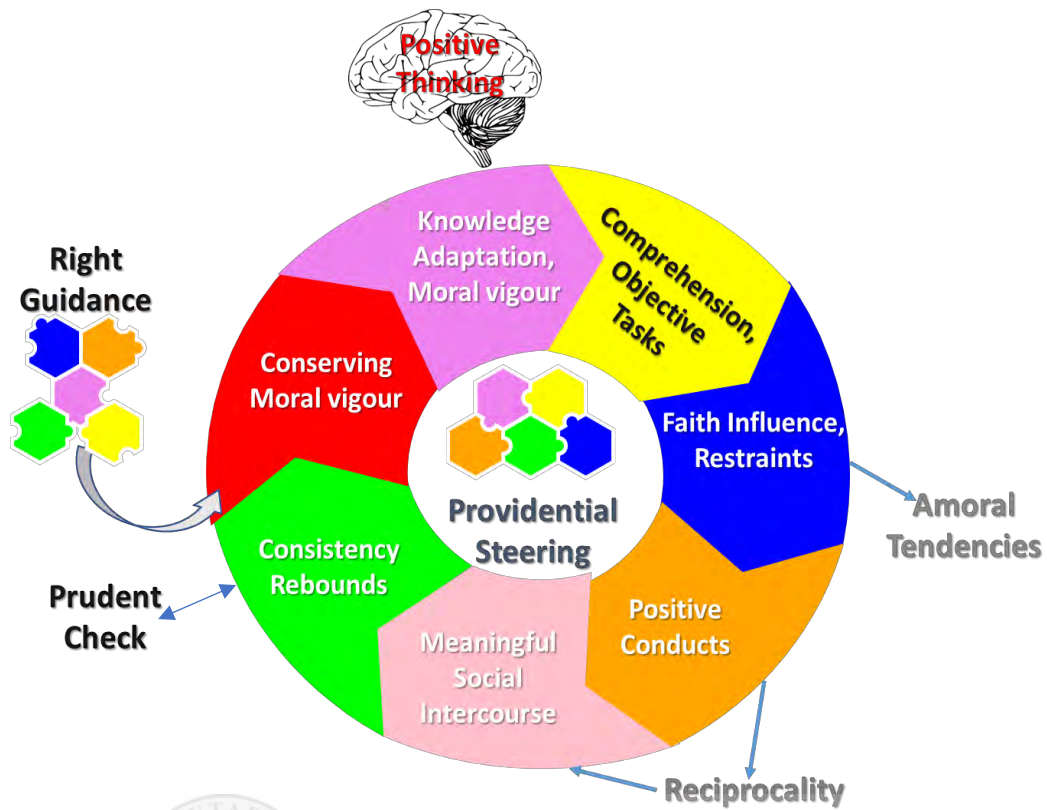 Positive
Thinking
Knowledge
Adaptation,
Moral vigour
Comprehension,
Objective
Tasks
Right
Guidance
Conserving
Moral vigour
Faith Influence,
Restraints
Providential
Steering
Amoral
Tendencies
Consistency
Rebounds
Prudent
Check
Positive
Conducts
Meaningful
Social
Intercourse
Reciprocality